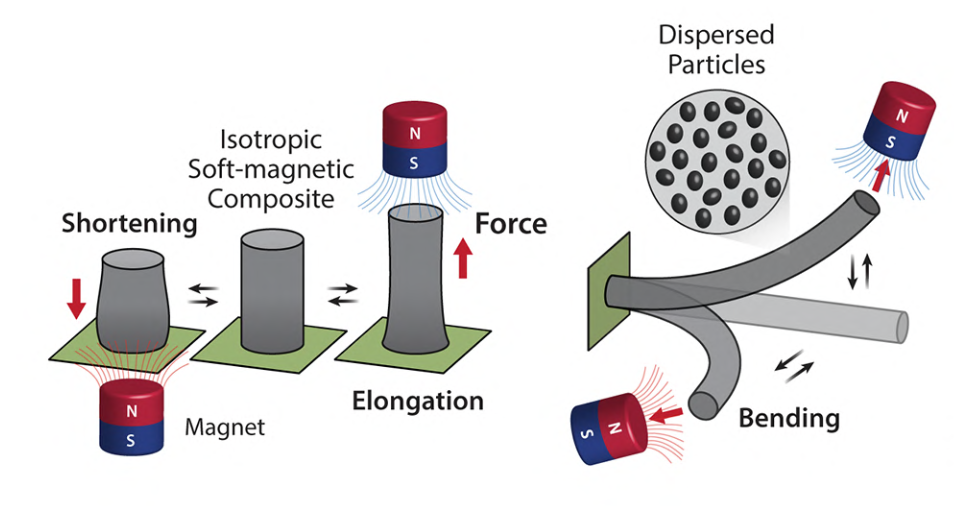 Dispersed
Particles
N
S
Isotropic
Soft-magnetic
Composite
N
S
Shortening
Force
N
S
Magnet
Elongation
N
S
Bending